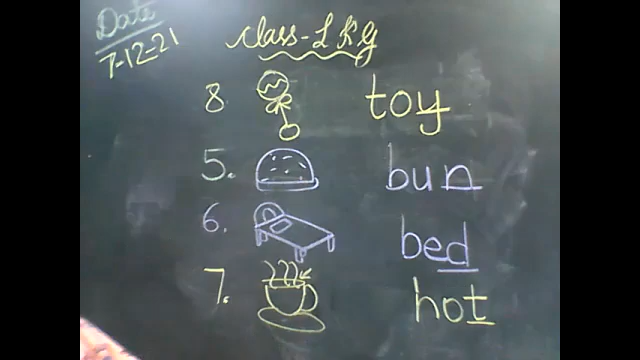 Date
7-12-21
Class-LKG
8. toy
5. bun
6. bed
7. hot